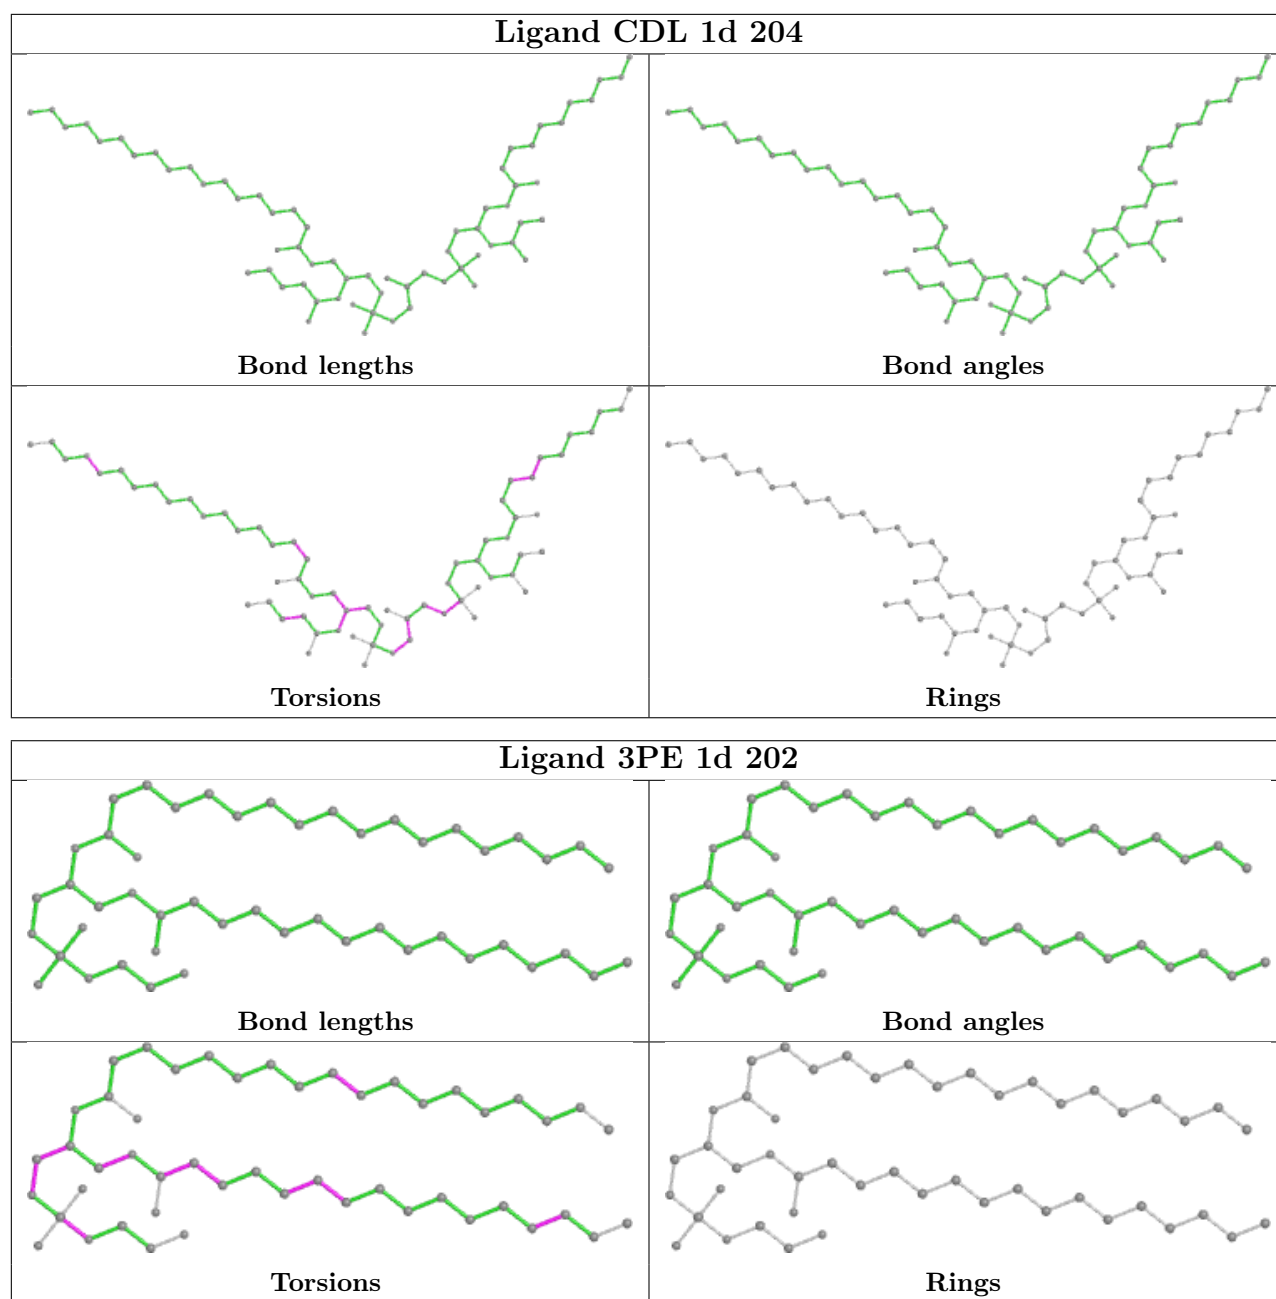 Ligand CDL 1d 204
Bond lengths
Bond angles
Torsions
Rings
Ligand 3PE 1d 202
Bond lengths
Bond angles
Torsions
Rings